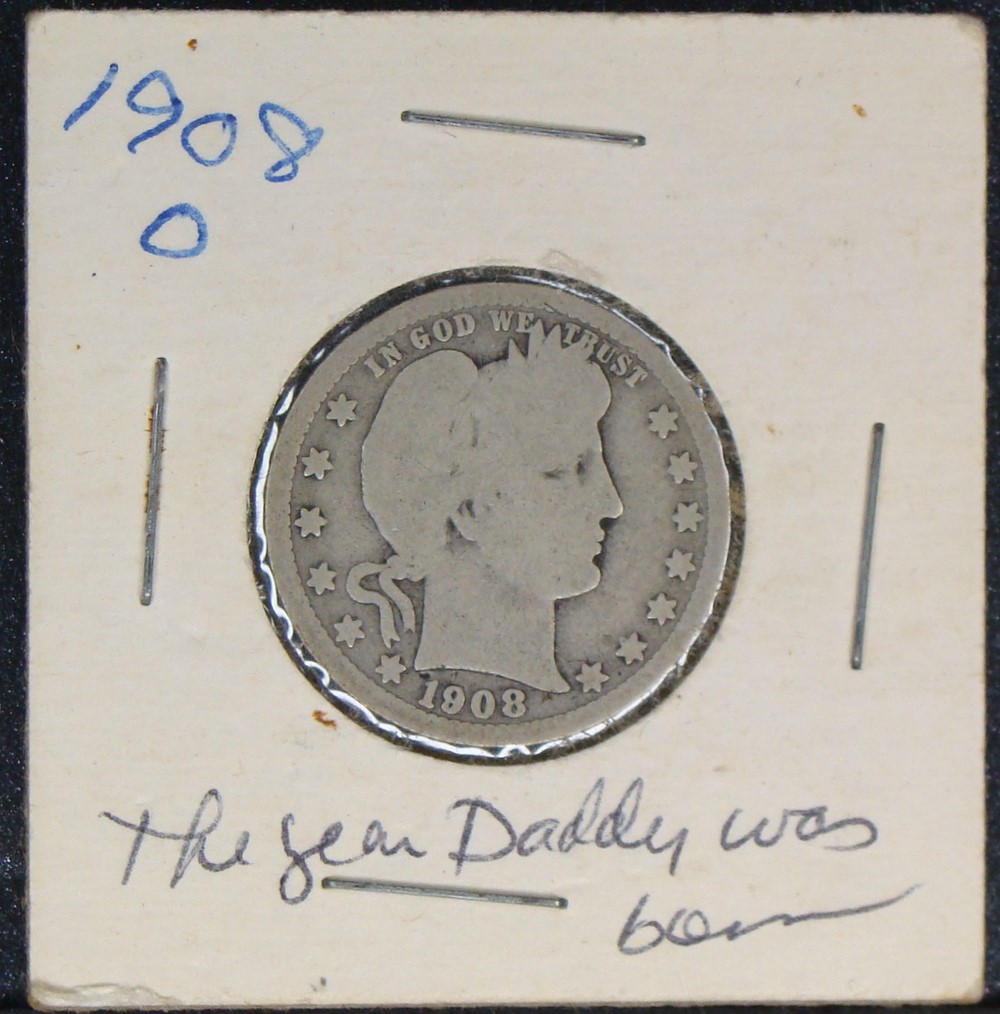 1908
O
IN GOD WE TRUST
1908
The year Daddy was
born